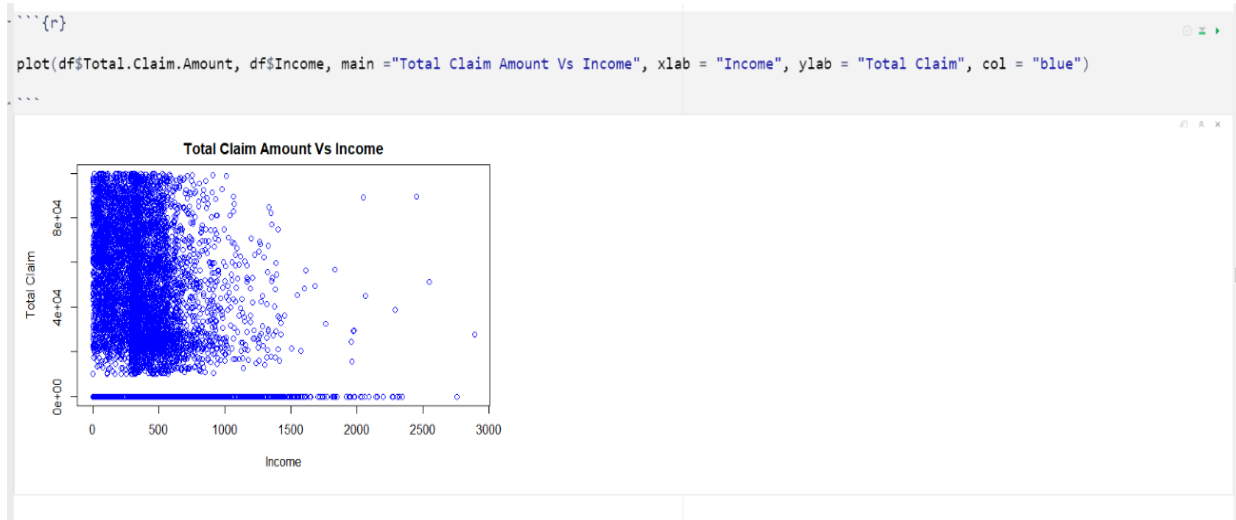 ```{r}
plot(df$Total.Claim.Amount, df$Income, main ="Total Claim Amount Vs Income", xlab = "Income", ylab = "Total Claim", col = "blue")
```
Total Claim Amount Vs Income
Total Claim
8e+04
4e+04
0e+00
0 500 1000 1500 2000 2500 3000
Income